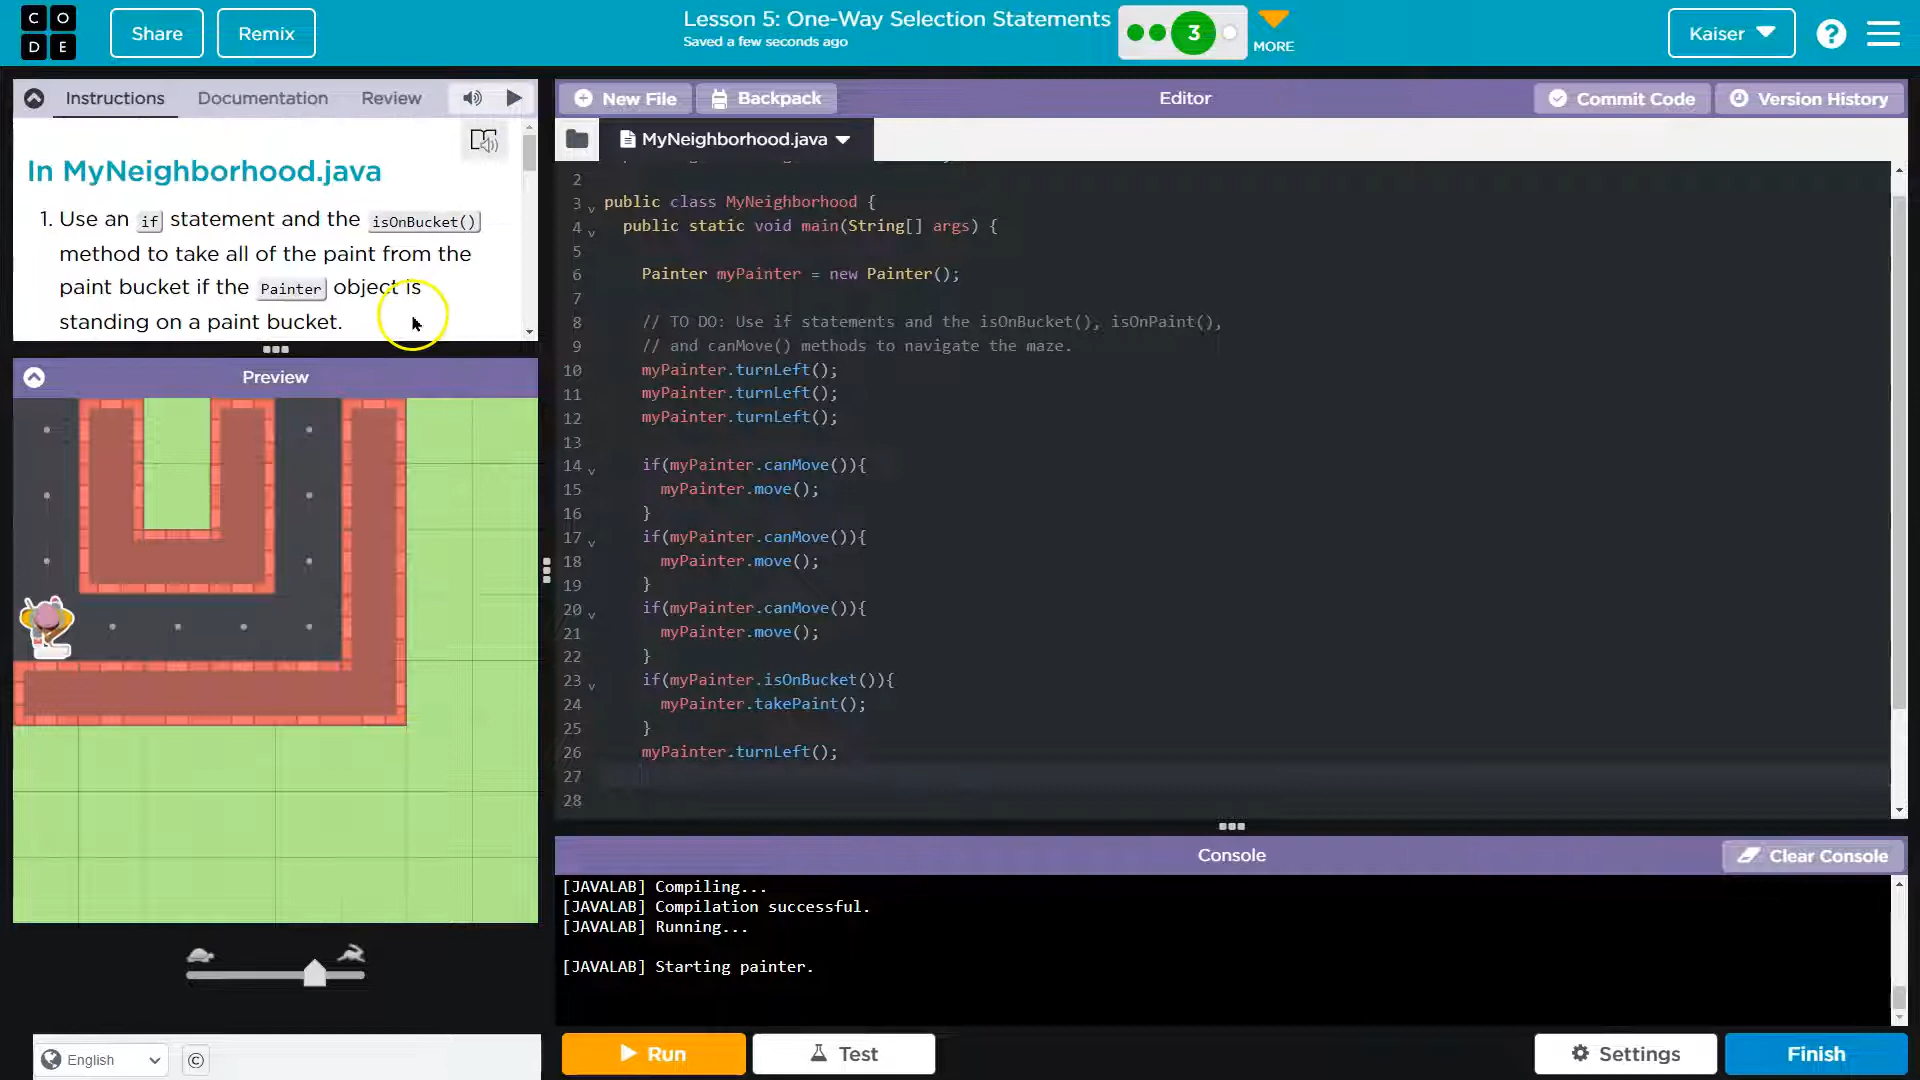 C O
D E
Share
Remix
Lesson 5: One-Way Selection Statements
Saved a few seconds ago
3
MORE
Kaiser
?
Instructions
Documentation
Review
In MyNeighborhood.java
1. Use an if statement and the isOnBucket()
method to take all of the paint from the
paint bucket if the Painter object is
standing on a paint bucket.
Preview
English
©
New File
Backpack
Editor
Commit Code
Version History
MyNeighborhood.java
2
3 public class MyNeighborhood {
4 public static void main(String[] args) {
5
6 Painter myPainter = new Painter();
7
8 // TO DO: Use if statements and the isOnBucket(), isOnPaint(),
9 // and canMove() methods to navigate the maze.
10 myPainter.turnLeft();
11 myPainter.turnLeft();
12 myPainter.turnLeft();
13
14 if(myPainter.canMove()){
15 myPainter.move();
16 }
17 if(myPainter.canMove()){
18 myPainter.move();
19 }
20 if(myPainter.canMove()){
21 myPainter.move();
22 }
23 if(myPainter.isOnBucket()){
24 myPainter.takePaint();
25 }
26 myPainter.turnLeft();
27
28
Console
Clear Console
[JAVALAB] Compiling...
[JAVALAB] Compilation successful.
[JAVALAB] Running...
[JAVALAB] Starting painter.
Run
Test
Settings
Finish